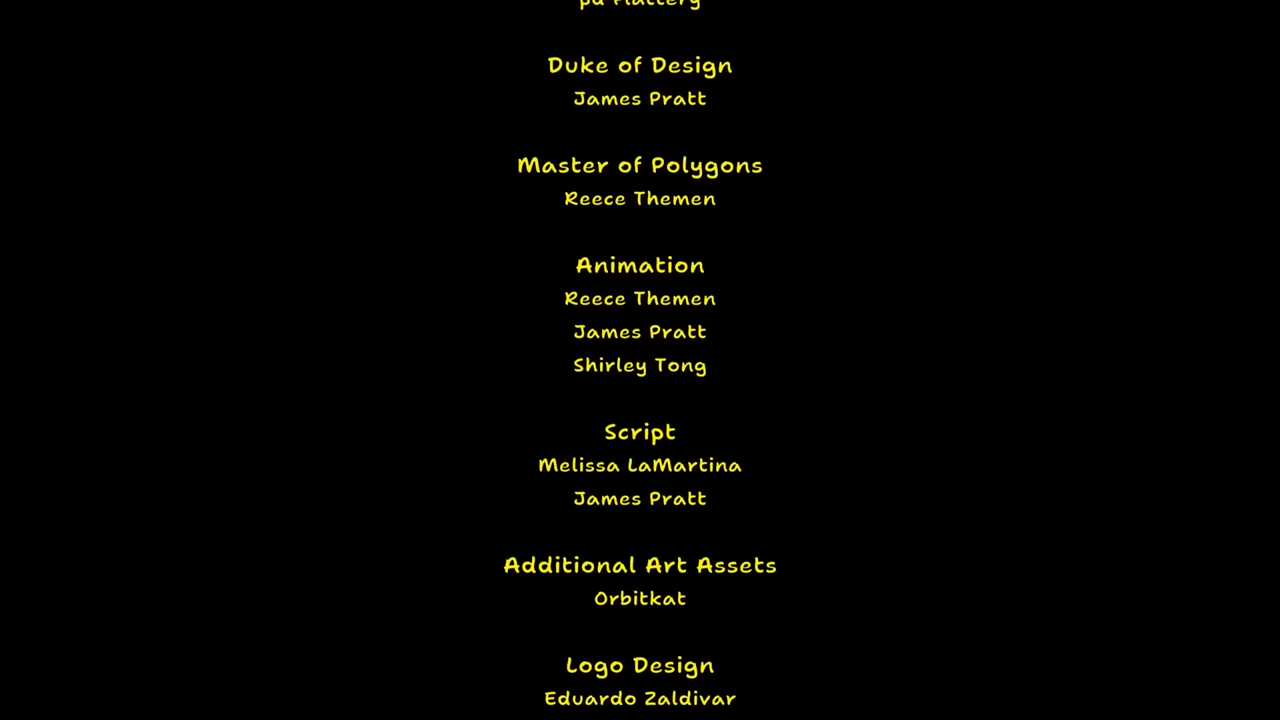 Duke of Design
James Pratt
Master of Polygons
Reece Themen
Animation
Reece Themen
James Pratt
Shirley Tong
Script
Melissa LaMartina
James Pratt
Additional Art Assets
Orbitkat
Logo Design
Eduardo Zaldivar